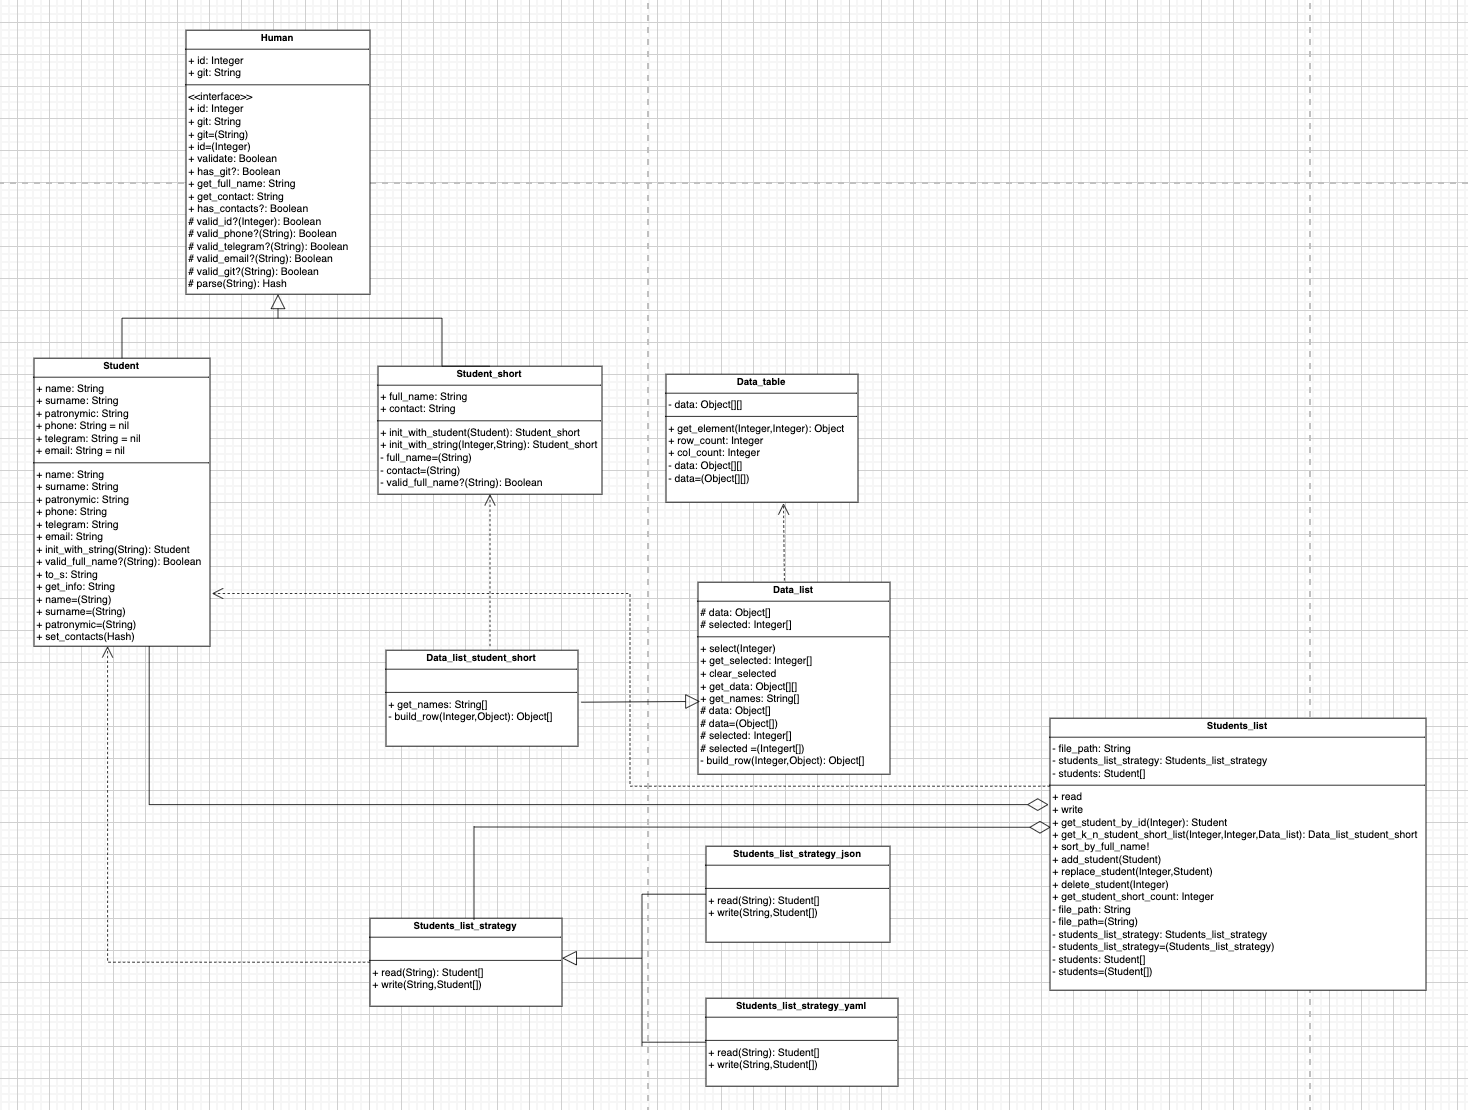 Human
+ id: Integer
+ git: String
<<interface>>
+ id: Integer
+ git: String
+ git=(String)
+ id=(Integer)
+ validate: Boolean
+ has_git?: Boolean
+ get_full_name: String
+ get_contact: String
+ has_contacts?: Boolean
# valid_id?(Integer): Boolean
# valid_phone?(String): Boolean
# valid_telegram?(String): Boolean
# valid_email?(String): Boolean
# valid_git?(String): Boolean
# parse(String): Hash
Student
+ name: String
+ surname: String
+ patronymic: String
+ phone: String = nil
+ telegram: String = nil
+ email: String = nil
+ name: String
+ surname: String
+ patronymic: String
+ phone: String
+ telegram: String
+ email: String
+ init_with_string(String): Student
+ valid_full_name?(String): Boolean
+ to_s: String
+ get_info: String
+ name=(String)
+ surname=(String)
+ patronymic=(String)
+ set_contacts(Hash)
Student_short
+ full_name: String
+ contact: String
+ init_with_student(Student): Student_short
+ init_with_string(Integer,String): Student_short
- full_name=(String)
- contact=(String)
- valid_full_name?(String): Boolean
Data_table
- data: Object[][]
+ get_element(Integer,Integer): Object
+ row_count: Integer
+ col_count: Integer
- data: Object[][]
- data=(Object[][])
Data_list
# data: Object[]
# selected: Integer[]
+ select(Integer)
+ get_selected: Integer[]
+ clear_selected
+ get_data: Object[][]
+ get_names: String[]
# data: Object[]
# data=(Object[])
# selected: Integer[]
# selected =(Integert[])
- build_row(Integer,Object): Object[]
Data_list_student_short
+ get_names: String[]
- build_row(Integer,Object): Object[]
Students_list
- file_path: String
- students_list_strategy: Students_list_strategy
- students: Student[]
+ read
+ write
+ get_student_by_id(Integer): Student
+ get_k_n_student_short_list(Integer,Integer,Data_list): Data_list_student_short
+ sort_by_full_name!
+ add_student(Student)
+ replace_student(Integer,Student)
+ delete_student(Integer)
+ get_student_short_count: Integer
- file_path: String
- file_path=(String)
- students_list_strategy: Students_list_strategy
- students_list_strategy=(Students_list_strategy)
- students: Student[]
- students=(Student[])
Students_list_strategy_json
+ read(String): Student[]
+ write(String,Student[])
Students_list_strategy
+ read(String): Student[]
+ write(String,Student[])
Students_list_strategy_yaml
+ read(String): Student[]
+ write(String,Student[])